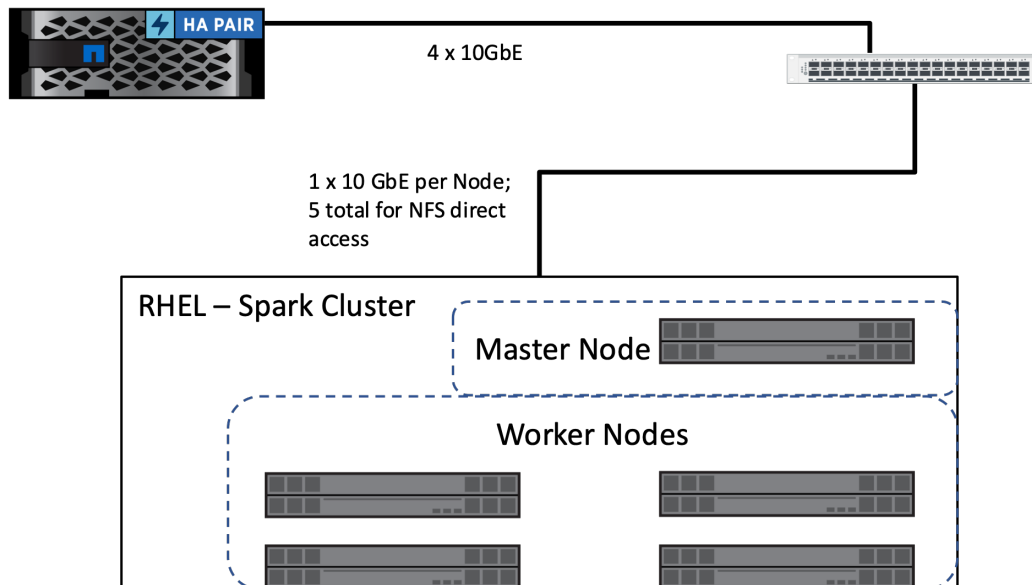 HA PAIR
4 x 10GbE
1 x 10 GbE per Node;
5 total for NFS direct
access
RHEL – Spark Cluster
Master Node
Worker Nodes